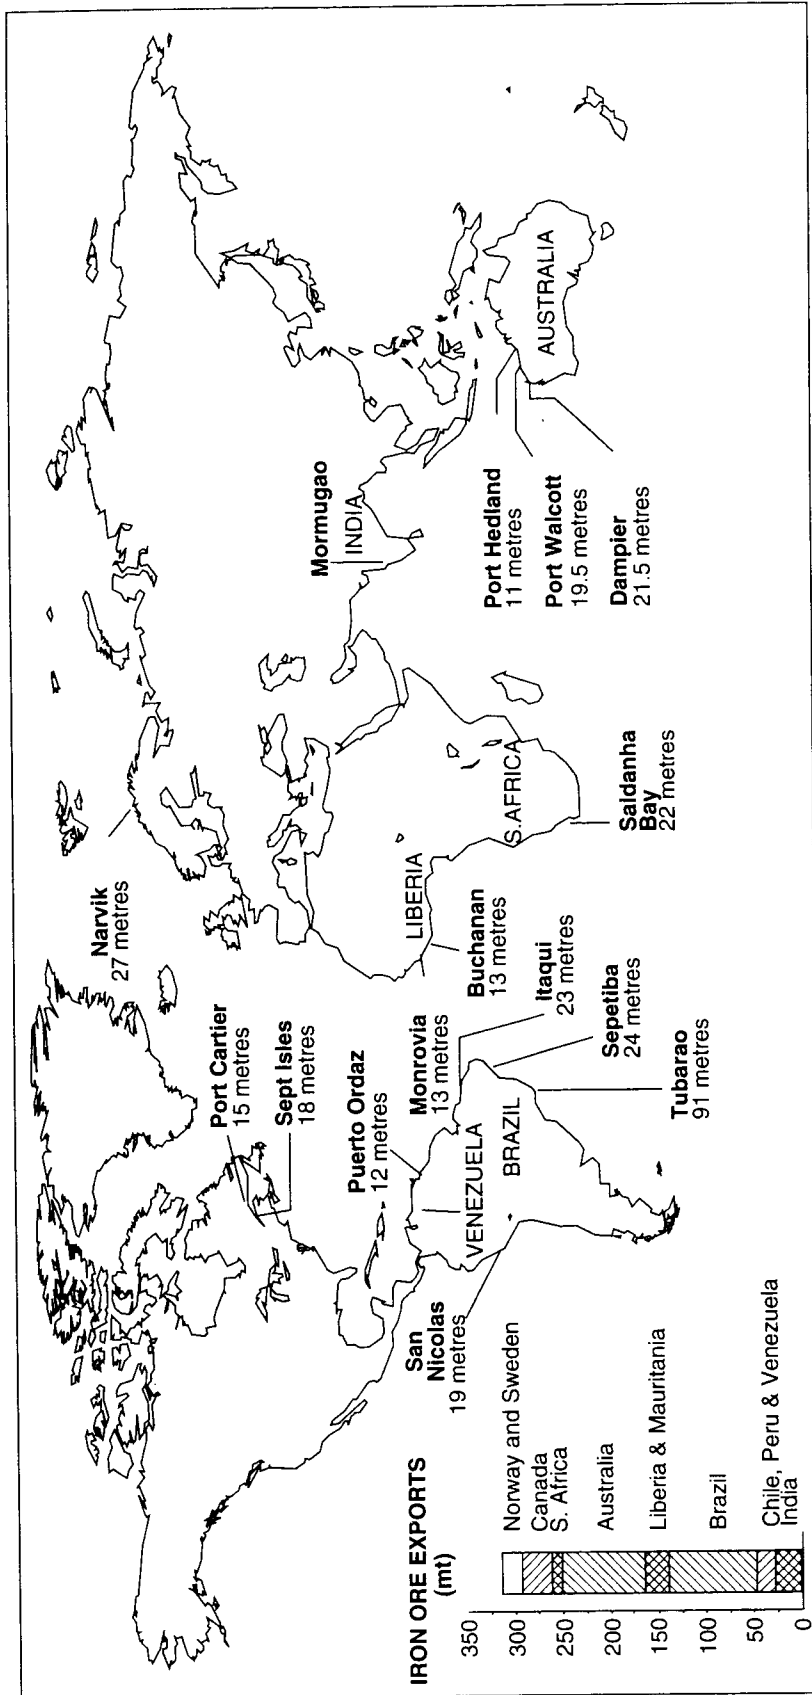 Narvik
27 metres
Port Cartier
15 metres
Sept Isles
18 metres
Puerto Ordaz
12 metres
Monrovia
13 metres
Buchanan
13 metres
Itaqui
23 metres
Sepetiba
24 metres
Tubarao
91 metres
San
Nicolas
19 metres
VENEZUELA
BRAZIL
LIBERIA
S.AFRICA
Saldanha
Bay
22 metres
Mormugao
INDIA
Port Hedland
11 metres
Port Walcott
19.5 metres
Dampier
21.5 metres
AUSTRALIA
IRON ORE EXPORTS
(mt)
350
300
250
200
150
100
50
0
Norway and Sweden
Canada
S. Africa
Australia
Liberia & Mauritania
Brazil
Chile, Peru & Venezuela
India